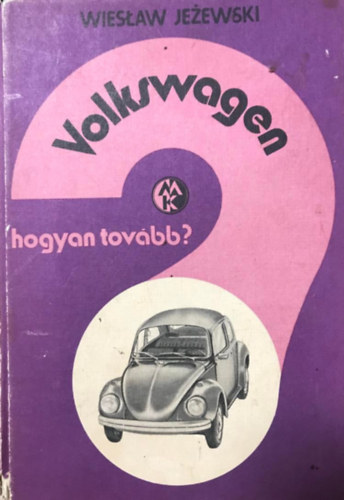 WIESŁAW JEŻEWSKI
Volkswagen
MK
hogyan tovább?